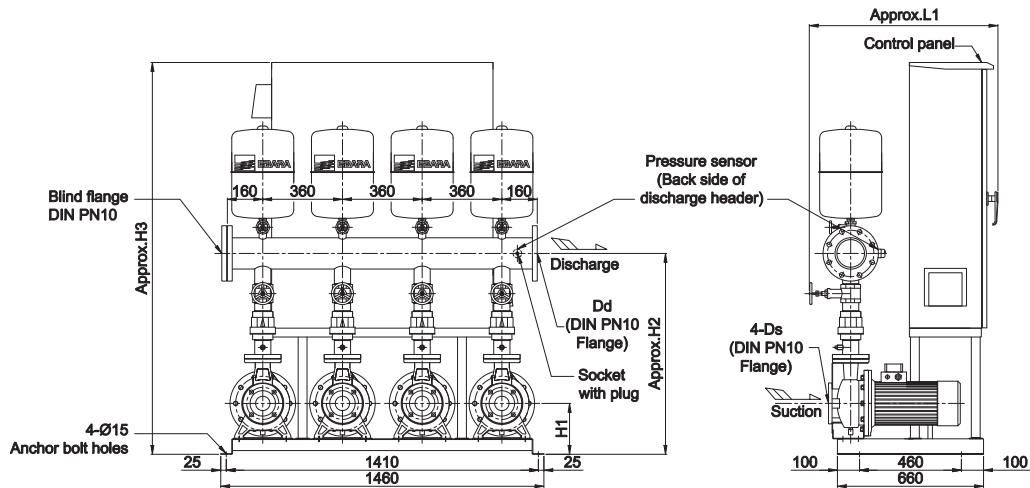 Approx.L1
Control panel
EBARA EBARA EBARA EBARA
160 360 360 360 160
Pressure sensor
(Back side of
discharge header)
Blind flange
DIN PN10
Approx.H3
Discharge
Dd
(DIN PN10
Flange)
Approx.H2
4-Ds
(DIN PN10
Flange)
Socket
with plug
Suction
H1
4-Ø15
Anchor bolt holes
25 1410 25
1460
100 460 100
660